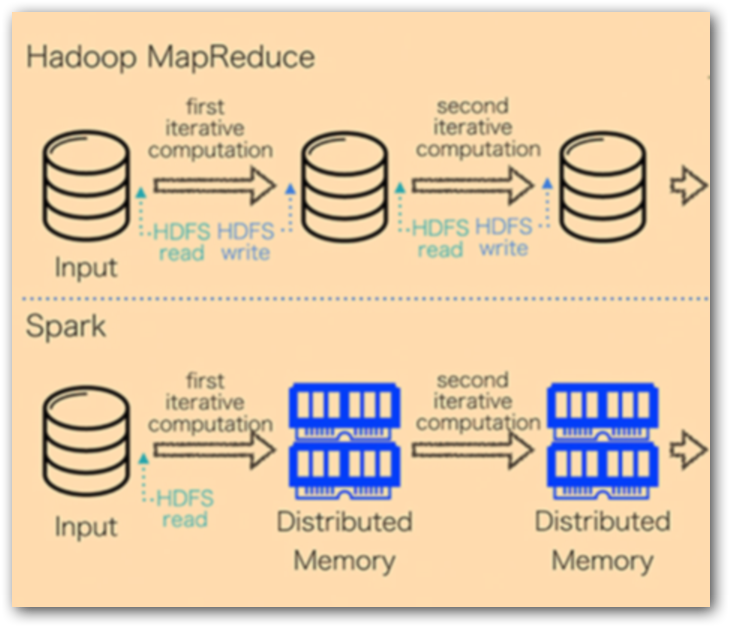 Hadoop MapReduce
first
iterative
computation
second
iterative
computation
HDFS
read
HDFS
write
HDFS
read
HDFS
write
Input
Spark
first
iterative
computation
second
iterative
computation
HDFS
read
Input
Distributed
Memory
Distributed
Memory